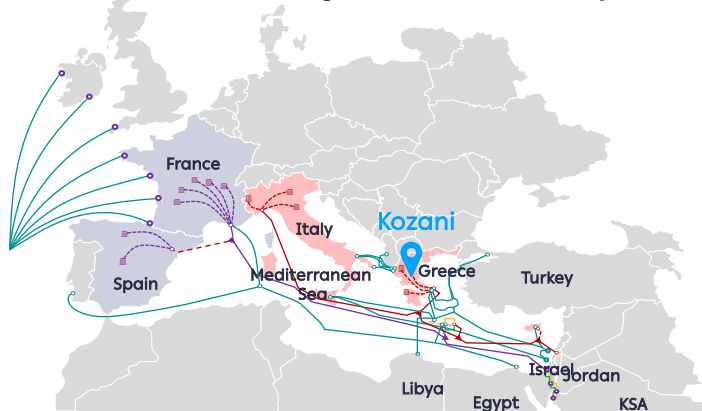 France
Kozani
Italy
Greece
Mediterranean
Sea
Turkey
Spain
Israel
Jordan
Libya
Egypt
KSA